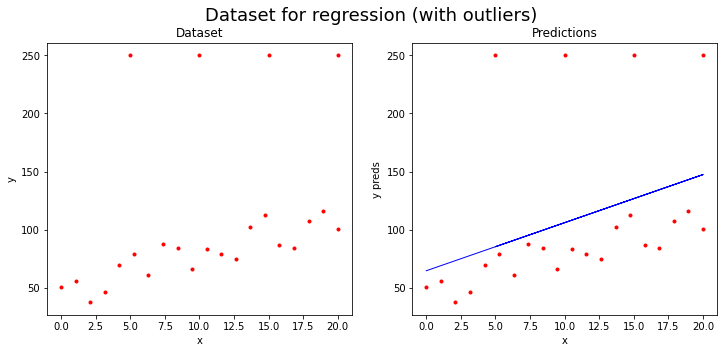 Dataset for regression (with outliers)
Dataset
Predictions
250
200
150
100
50
y
0.0 2.5 5.0 7.5 10.0 12.5 15.0 17.5 20.0
x
250
200
150
100
50
y preds
0.0 2.5 5.0 7.5 10.0 12.5 15.0 17.5 20.0
x